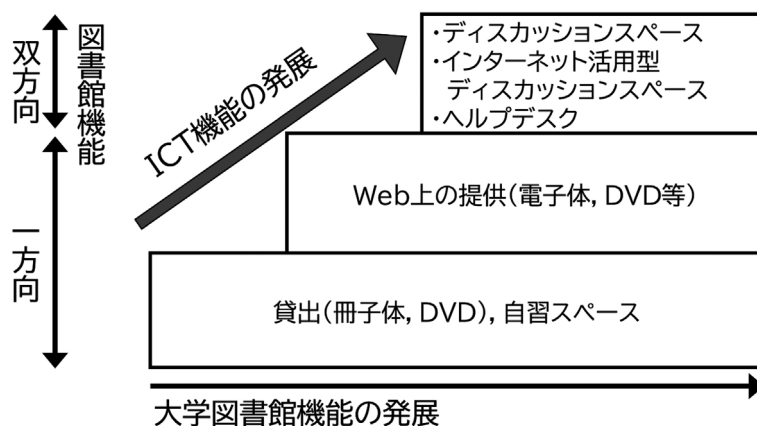 双方向
図書館機能
一方向
ICT機能の発展
・ディスカッションスペース
・インターネット活用型
ディスカッションスペース
・ヘルプデスク
Web上の提供(電子体, DVD等)
貸出(冊子体, DVD), 自習スペース
大学図書館機能の発展